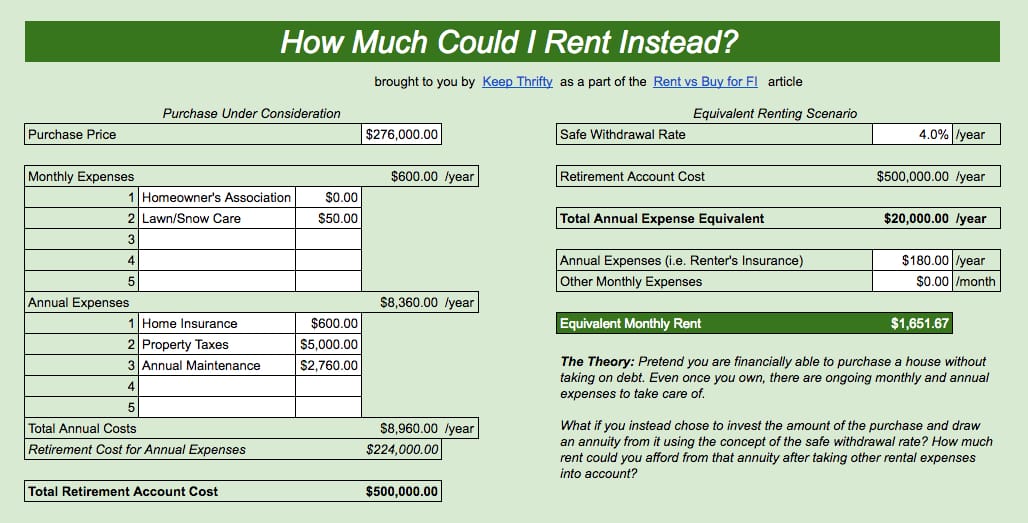 How Much Could I Rent Instead?
brought to you by Keep Thrifty as a part of the Rent vs Buy for FI article
Purchase Under Consideration
Purchase Price $276,000.00
Monthly Expenses $600.00 /year
1 Homeowner's Association $0.00
2 Lawn/Snow Care $50.00
3
4
5
Annual Expenses $8,360.00 /year
1 Home Insurance $600.00
2 Property Taxes $5,000.00
3 Annual Maintenance $2,760.00
4
5
Total Annual Costs $8,960.00 /year
Retirement Cost for Annual Expenses $224,000.00
Total Retirement Account Cost $500,000.00
Equivalent Renting Scenario
Safe Withdrawal Rate 4.0% /year
Retirement Account Cost $500,000.00 /year
Total Annual Expense Equivalent $20,000.00 /year
Annual Expenses (i.e. Renter's Insurance) $180.00 /year
Other Monthly Expenses $0.00 /month
Equivalent Monthly Rent $1,651.67
The Theory: Pretend you are financially able to purchase a house without
taking on debt. Even once you own, there are ongoing monthly and annual
expenses to take care of.
What if you instead chose to invest the amount of the purchase and draw
an annuity from it using the concept of the safe withdrawal rate? How much
rent could you afford from that annuity after taking other rental expenses
into account?